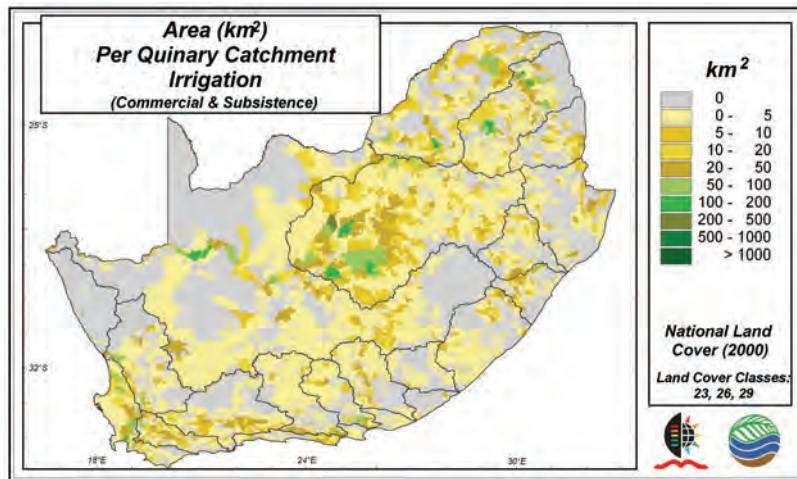 Area (km²)
Per Quinary Catchment
Irrigation
(Commercial & Subsistence)
25°S
32°S
18°E
24°E
30°E
km²
0
0 - 5
5 - 10
10 - 20
20 - 50
50 - 100
100 - 200
200 - 500
500 - 1000
> 1000
National Land
Cover (2000)
Land Cover Classes:
23, 26, 29